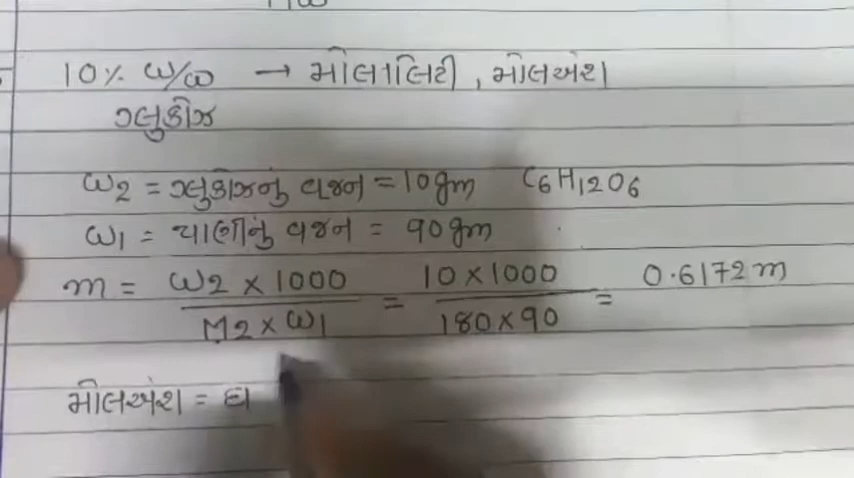 10% w/w → મોલાલિટી, મોલઅંશ
ગ્લુકોઝ
w2 = ગ્લુકોઝનું વજન = 10gm C6H12O6
w1 = પાણીનું વજન = 90gm
m = w2 × 1000 / M2 × w1 = 10 × 1000 / 180 × 90 = 0.6172 m
મોલઅંશ = દ્રા